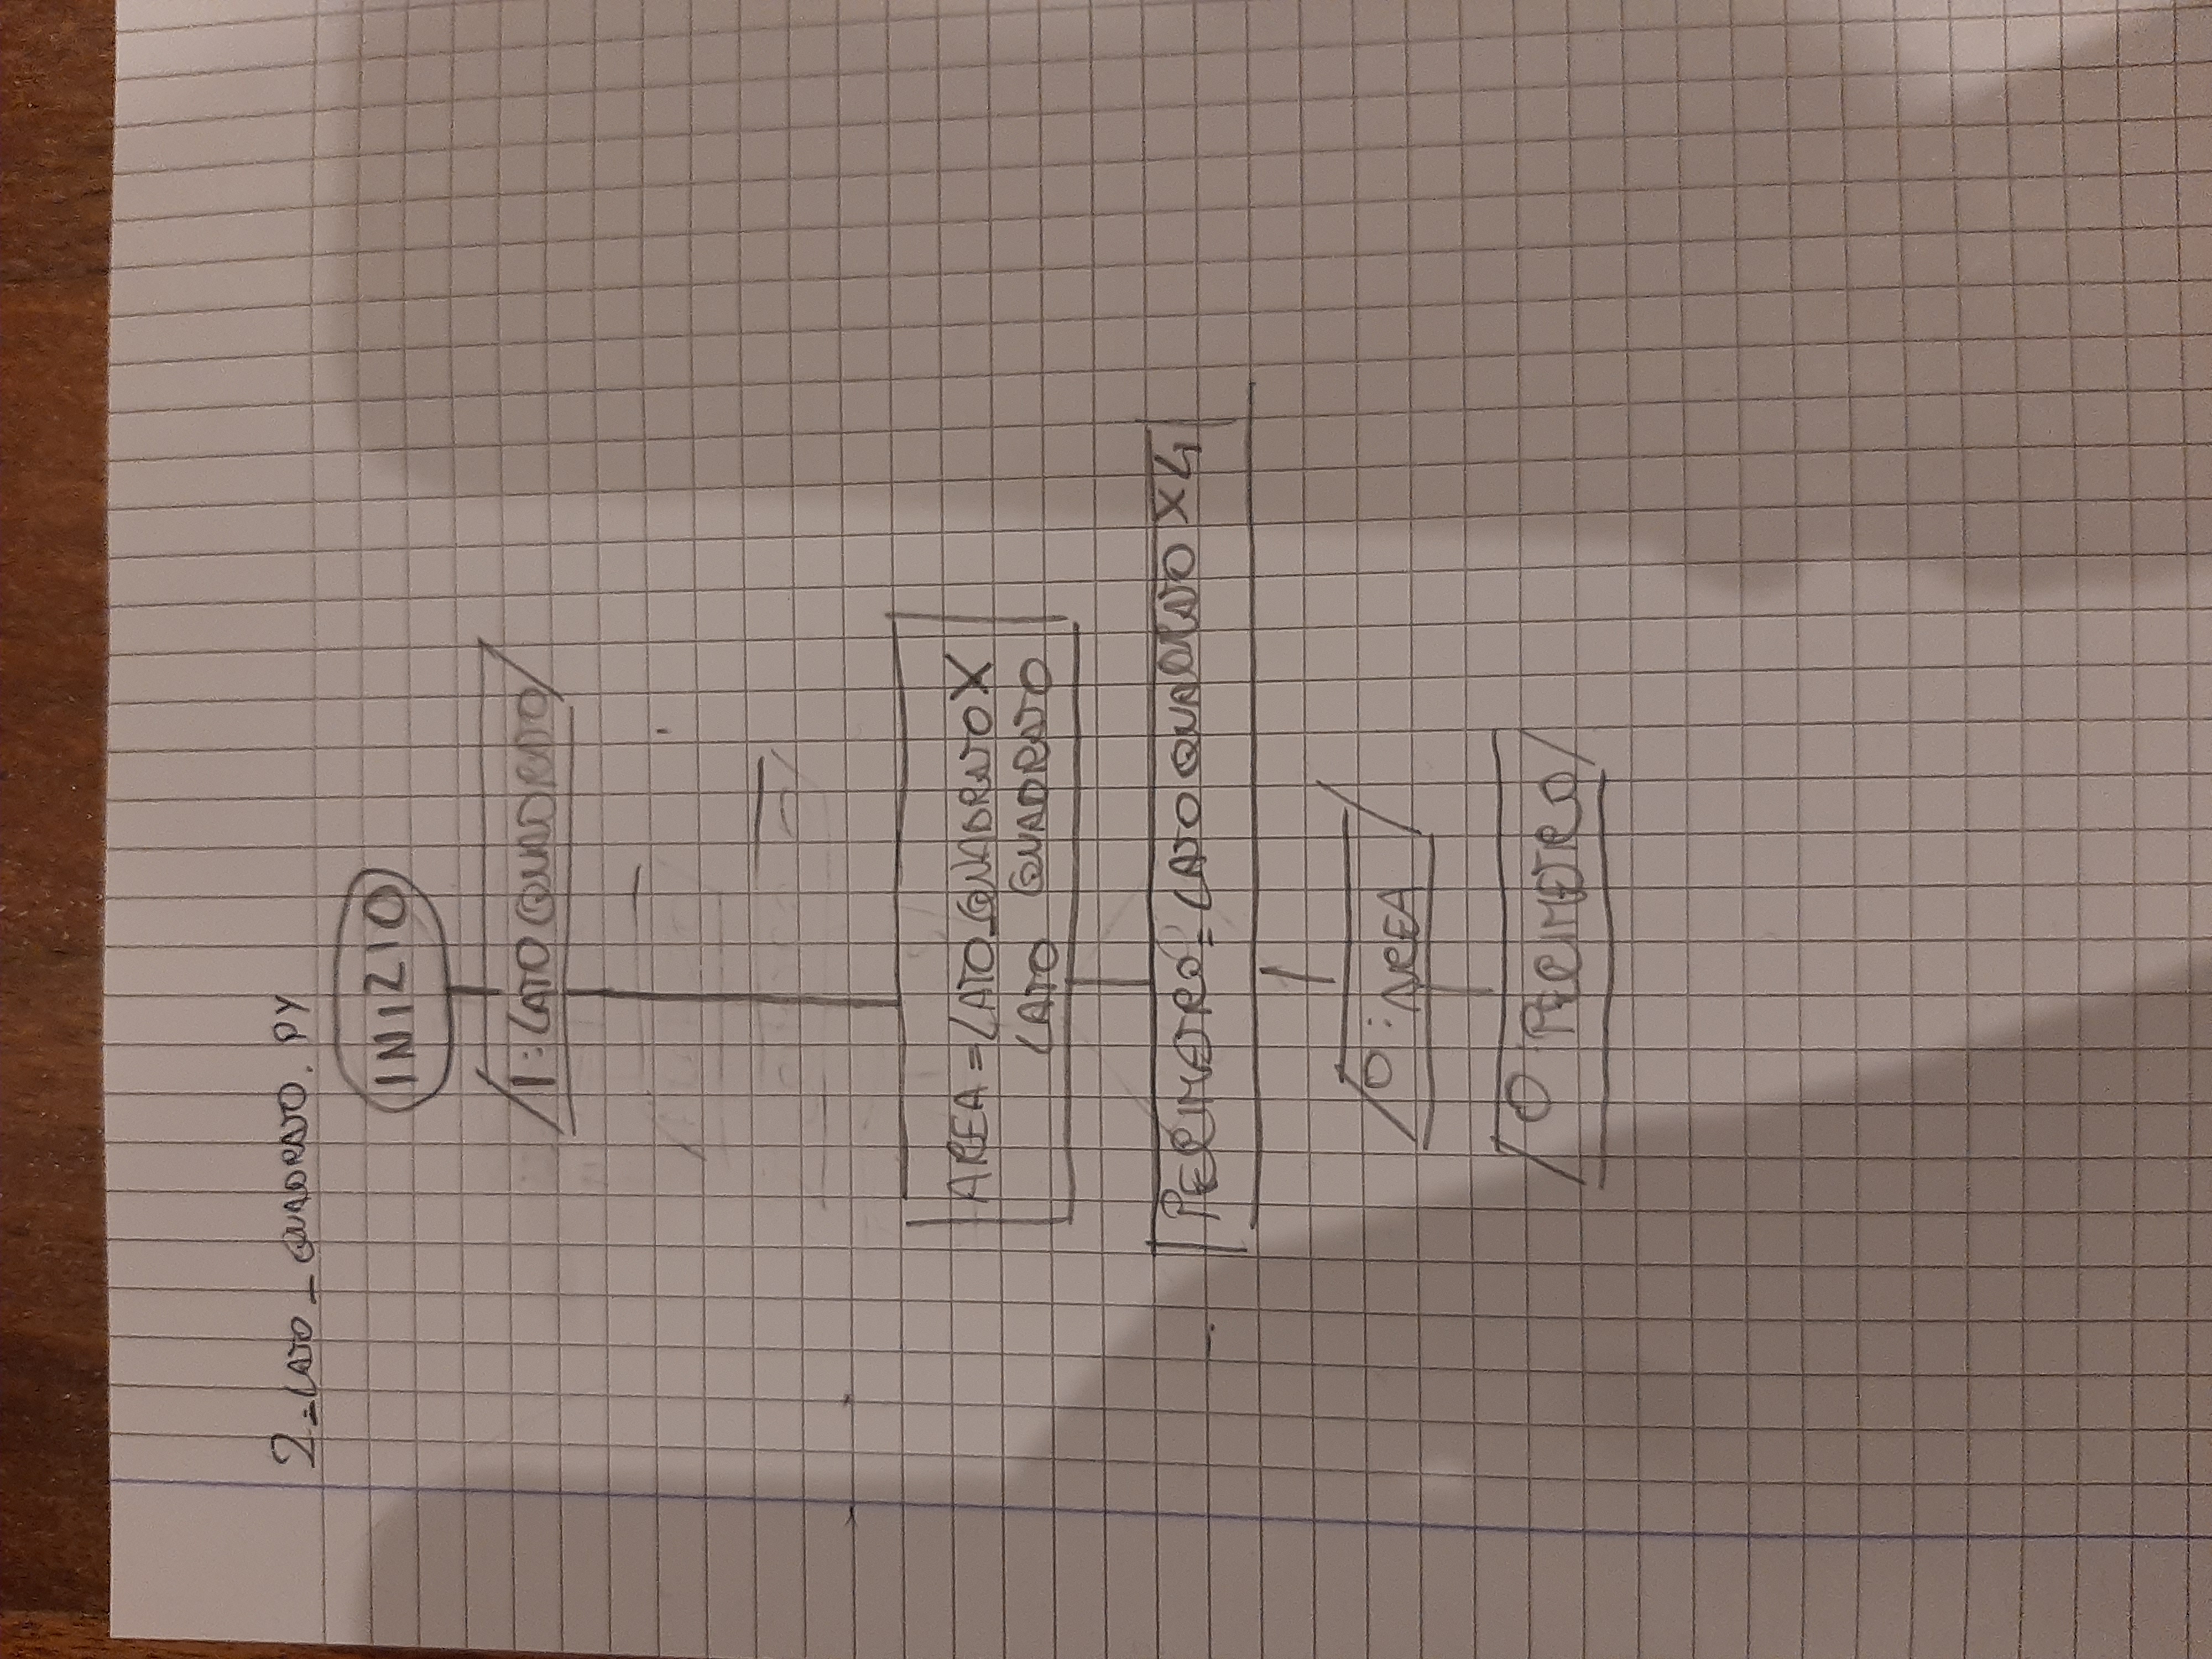 2_LATO_QUADRATO.PY
INIZIO
I: LATO QUADRATO
AREA = LATO_QUADRATO X
LATO QUADRATO
PERIMETRO = LATO QUADRATO X 4
O: AREA
O PERIMETRO